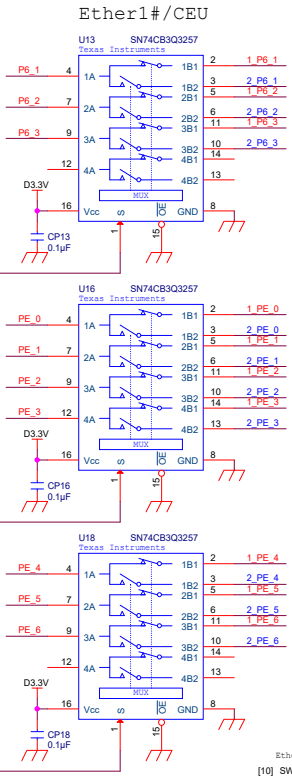 Ether1#/CEU
U13 SN74CB3Q3257
Texas Instruments
P6_1 4 1A 1B1 2 1_P6_1
1B2 3 2_P6_1
P6_2 7 2A 2B1 5 1_P6_2
2B2 6 2_P6_2
P6_3 9 3A 3B1 11 1_P6_3
3B2 10 2_P6_3
12 4A 4B1 14
4B2 13
MUX
D3.3V
16 Vcc S OE GND 8
1 15
CP13
0.1µF
U16 SN74CB3Q3257
Texas Instruments
PE_0 4 1A 1B1 2 1_PE_0
1B2 3 2_PE_0
PE_1 7 2A 2B1 5 1_PE_1
2B2 6 2_PE_1
PE_2 9 3A 3B1 11 1_PE_2
3B2 10 2_PE_2
PE_3 12 4A 4B1 14 1_PE_3
4B2 13 2_PE_3
MUX
D3.3V
16 Vcc S OE GND 8
1 15
CP16
0.1µF
U18 SN74CB3Q3257
Texas Instruments
PE_4 4 1A 1B1 2 1_PE_4
1B2 3 2_PE_4
PE_5 7 2A 2B1 5 1_PE_5
2B2 6 2_PE_5
PE_6 9 3A 3B1 11 1_PE_6
3B2 10 2_PE_6
12 4A 4B1 14
4B2 13
MUX
D3.3V
16 Vcc S OE GND 8
1 15
CP18
0.1µF
Eth
[10] SW